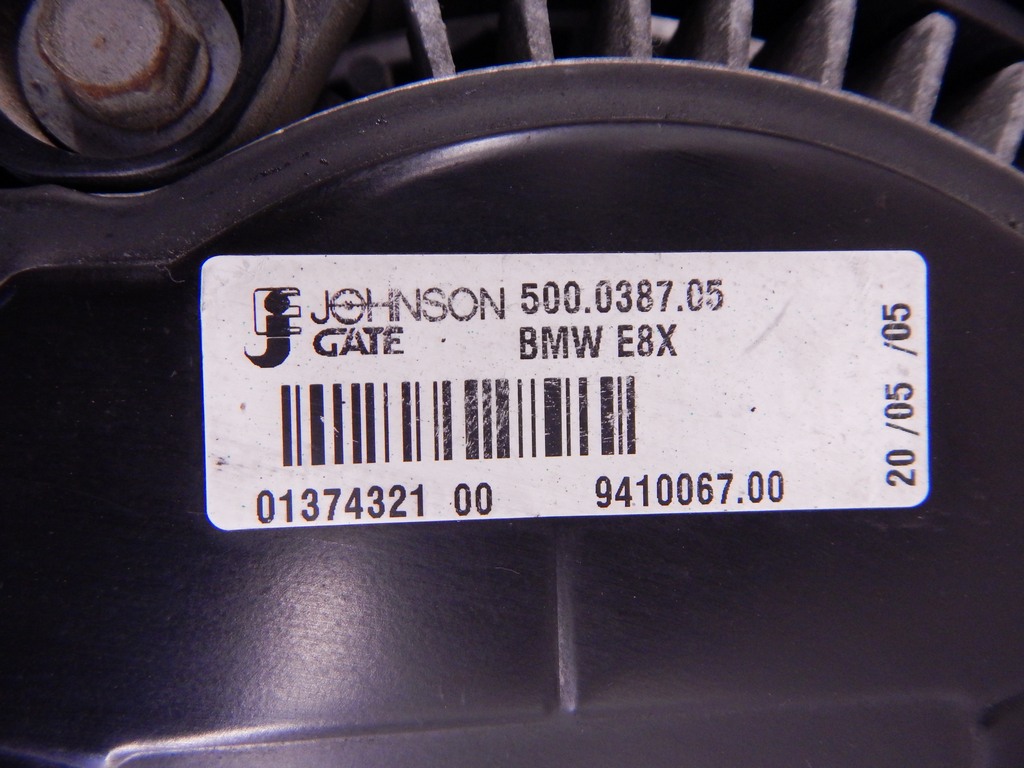 JOHNSON 500.0387.05
GATE BMW E8X
01374321 00 9410067.00
20 /05 /05